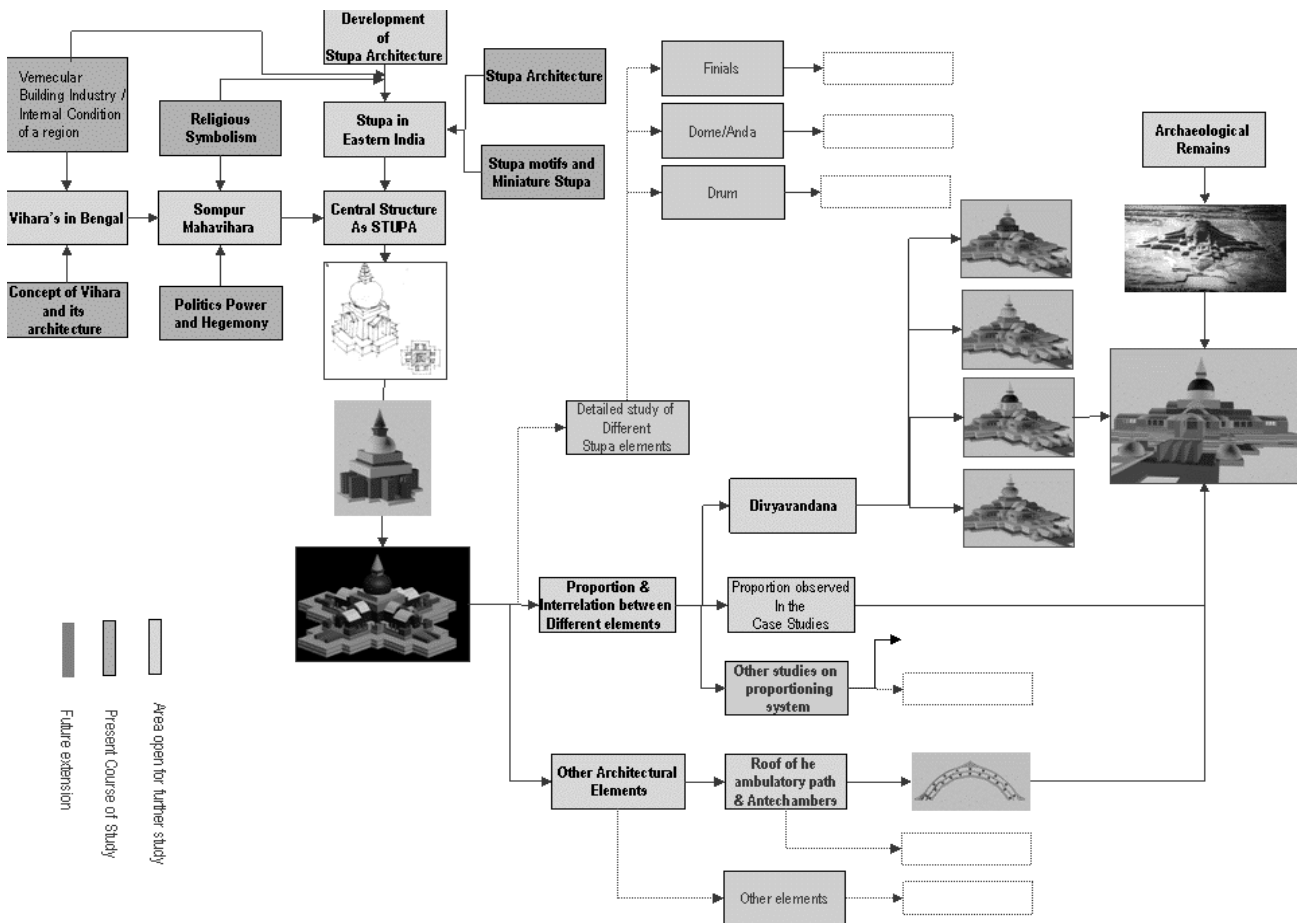 Development
of
Stupa Architecture
Vernecular
Building Industry /
Internal Condition
of a region
Religious
Symbolism
Stupa Architecture
Stupa in
Eastern India
Stupa motifs and
Miniature Stupa
Vihara's in Bengal
Sompur
Mahavihara
Central Structure
As STUPA
Concept of Vihara
and its
architecture
Politics Power
and Hegemony
Finials
Dome/Anda
Drum
Archaeological
Remains
Detailed study of
Different
Stupa elements
Divyavandana
Proportion &
Interrelation between
Different elements
Proportion observed
In the
Case Studies
Other studies on
proportioning
system
Other Architectural
Elements
Roof of he
ambulatory path
& Antechambers
Other elements
Future extension
Present Course of Study
Area open for further study